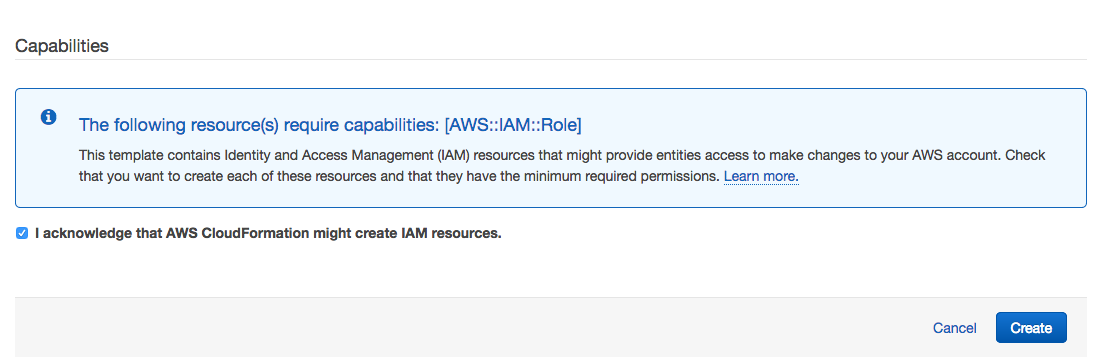 Capabilities
The following resource(s) require capabilities: [AWS::IAM::Role]
This template contains Identity and Access Management (IAM) resources that might provide entities access to make changes to your AWS account. Check
that you want to create each of these resources and that they have the minimum required permissions. Learn more.
I acknowledge that AWS CloudFormation might create IAM resources.
Cancel Create